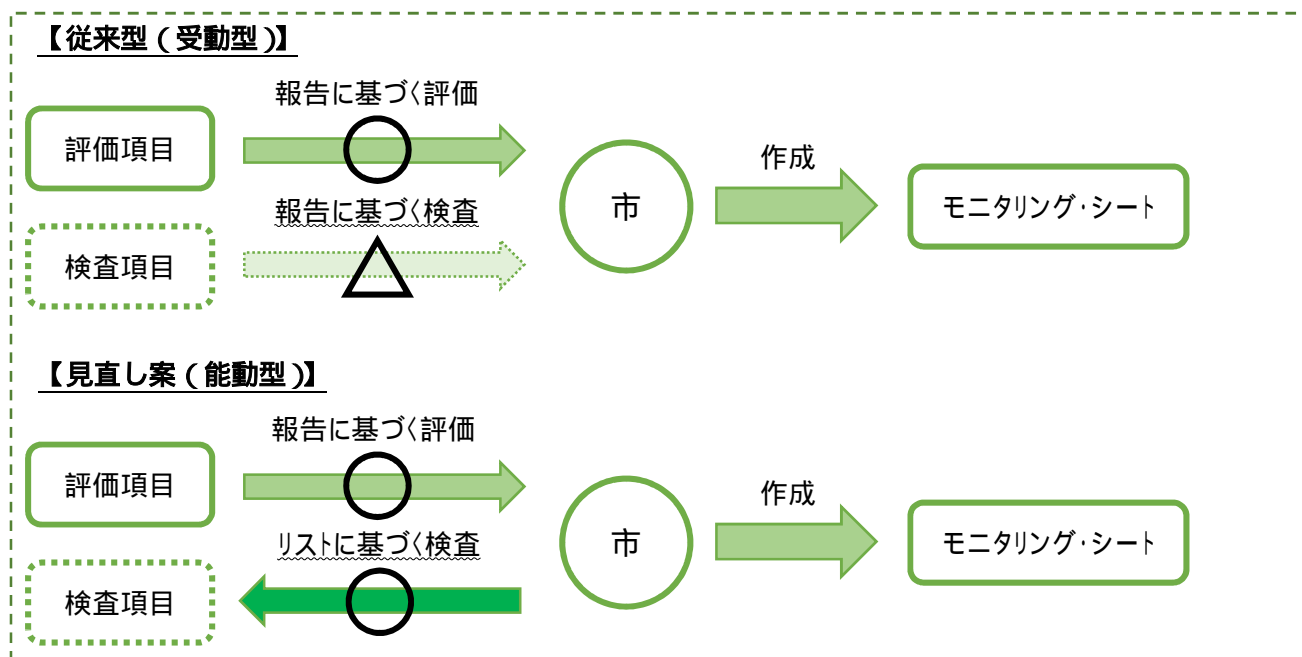 【従来型(受動型)】
報告に基づく評価
評価項目
作成
市
モニタリング・シート
報告に基づく検査
検査項目
【見直し案(能動型)】
報告に基づく評価
評価項目
作成
市
モニタリング・シート
リストに基づく検査
検査項目